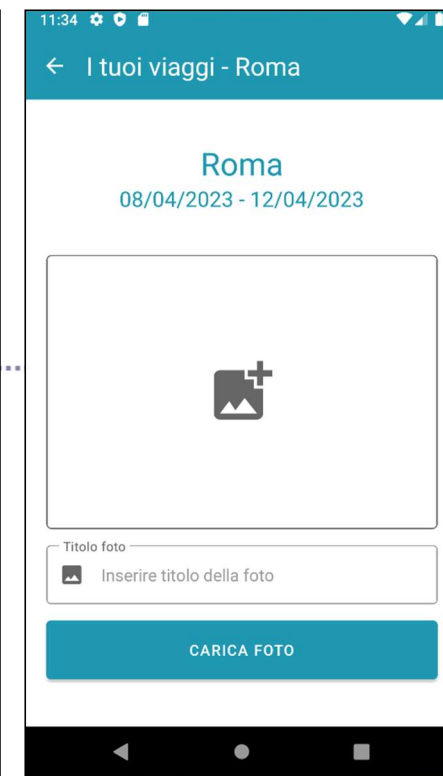 11:34
I tuoi viaggi - Roma
Roma
08/04/2023 - 12/04/2023
Titolo foto
Inserire titolo della foto
CARICA FOTO